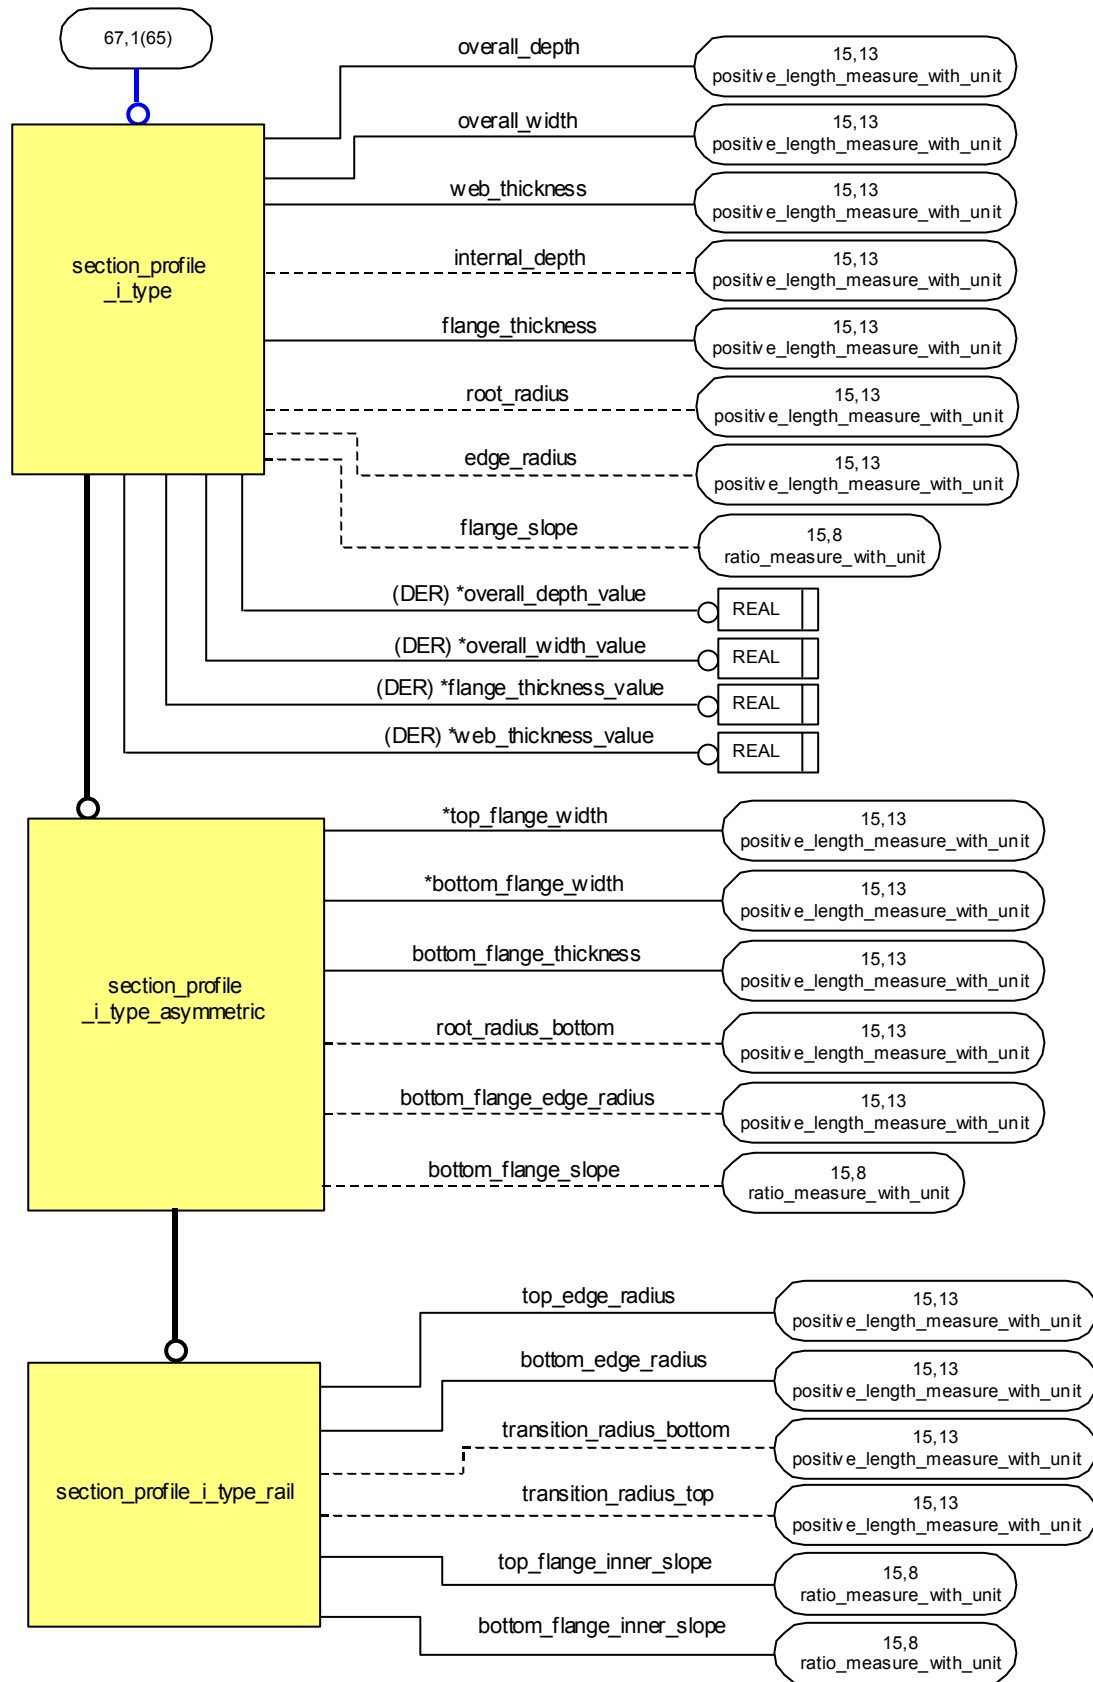 67,1(65)
overall_depth
15,13
positive_length_measure_with_unit
overall_width
15,13
positive_length_measure_with_unit
web_thickness
15,13
positive_length_measure_with_unit
section_profile
_i_type
internal_depth
15,13
positive_length_measure_with_unit
flange_thickness
15,13
positive_length_measure_with_unit
root_radius
15,13
positive_length_measure_with_unit
edge_radius
15,13
positive_length_measure_with_unit
flange_slope
15,8
ratio_measure_with_unit
(DER) *overall_depth_value
REAL
(DER) *overall_width_value
REAL
(DER) *flange_thickness_value
REAL
(DER) *web_thickness_value
REAL
*top_flange_width
15,13
positive_length_measure_with_unit
*bottom_flange_width
15,13
positive_length_measure_with_unit
bottom_flange_thickness
15,13
positive_length_measure_with_unit
section_profile
_i_type_asymmetric
root_radius_bottom
15,13
positive_length_measure_with_unit
bottom_flange_edge_radius
15,13
positive_length_measure_with_unit
bottom_flange_slope
15,8
ratio_measure_with_unit
top_edge_radius
15,13
positive_length_measure_with_unit
bottom_edge_radius
15,13
positive_length_measure_with_unit
transition_radius_bottom
15,13
positive_length_measure_with_unit
section_profile_i_type_rail
transition_radius_top
15,13
positive_length_measure_with_unit
top_flange_inner_slope
15,8
ratio_measure_with_unit
bottom_flange_inner_slope
15,8
ratio_measure_with_unit